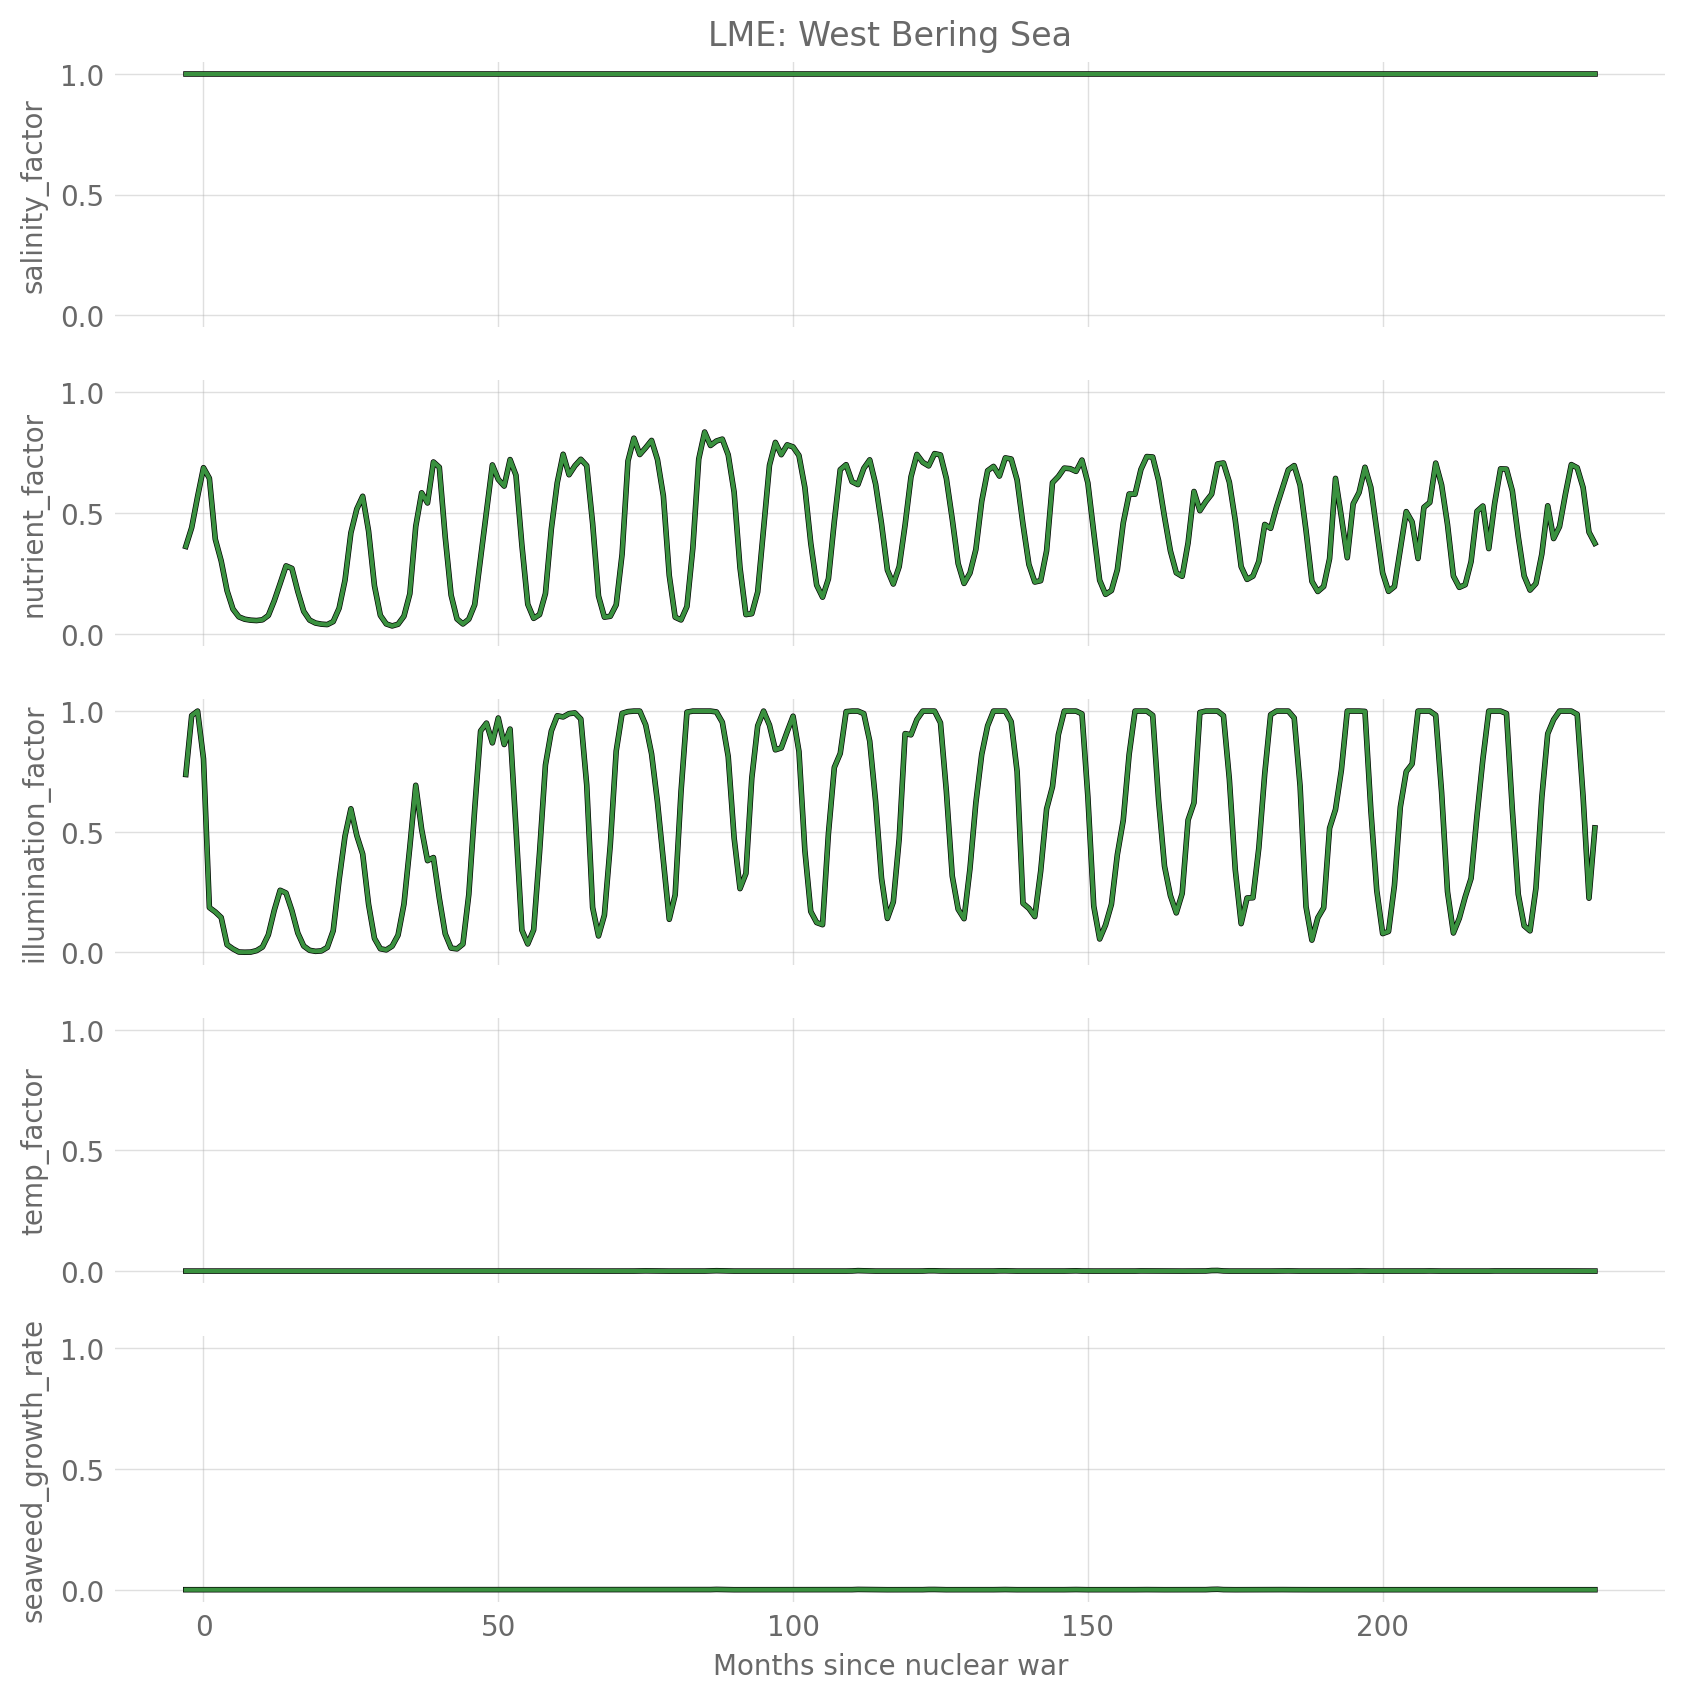 LME: West Bering Sea
salinity_factor
1.0
0.5
0.0
nutrient_factor
1.0
0.5
0.0
illumination_factor
1.0
0.5
0.0
temp_factor
1.0
0.5
0.0
seaweed_growth_rate
1.0
0.5
0.0
0 50 100 150 200
Months since nuclear war